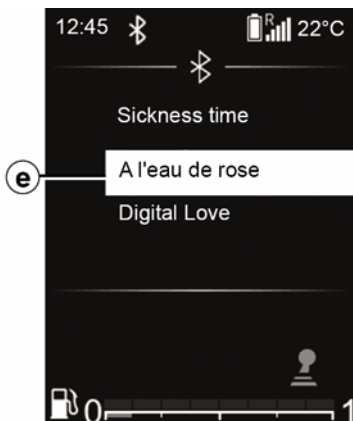 12:45 R 22°C
Sickness time
e A l'eau de rose
Digital Love
0 1